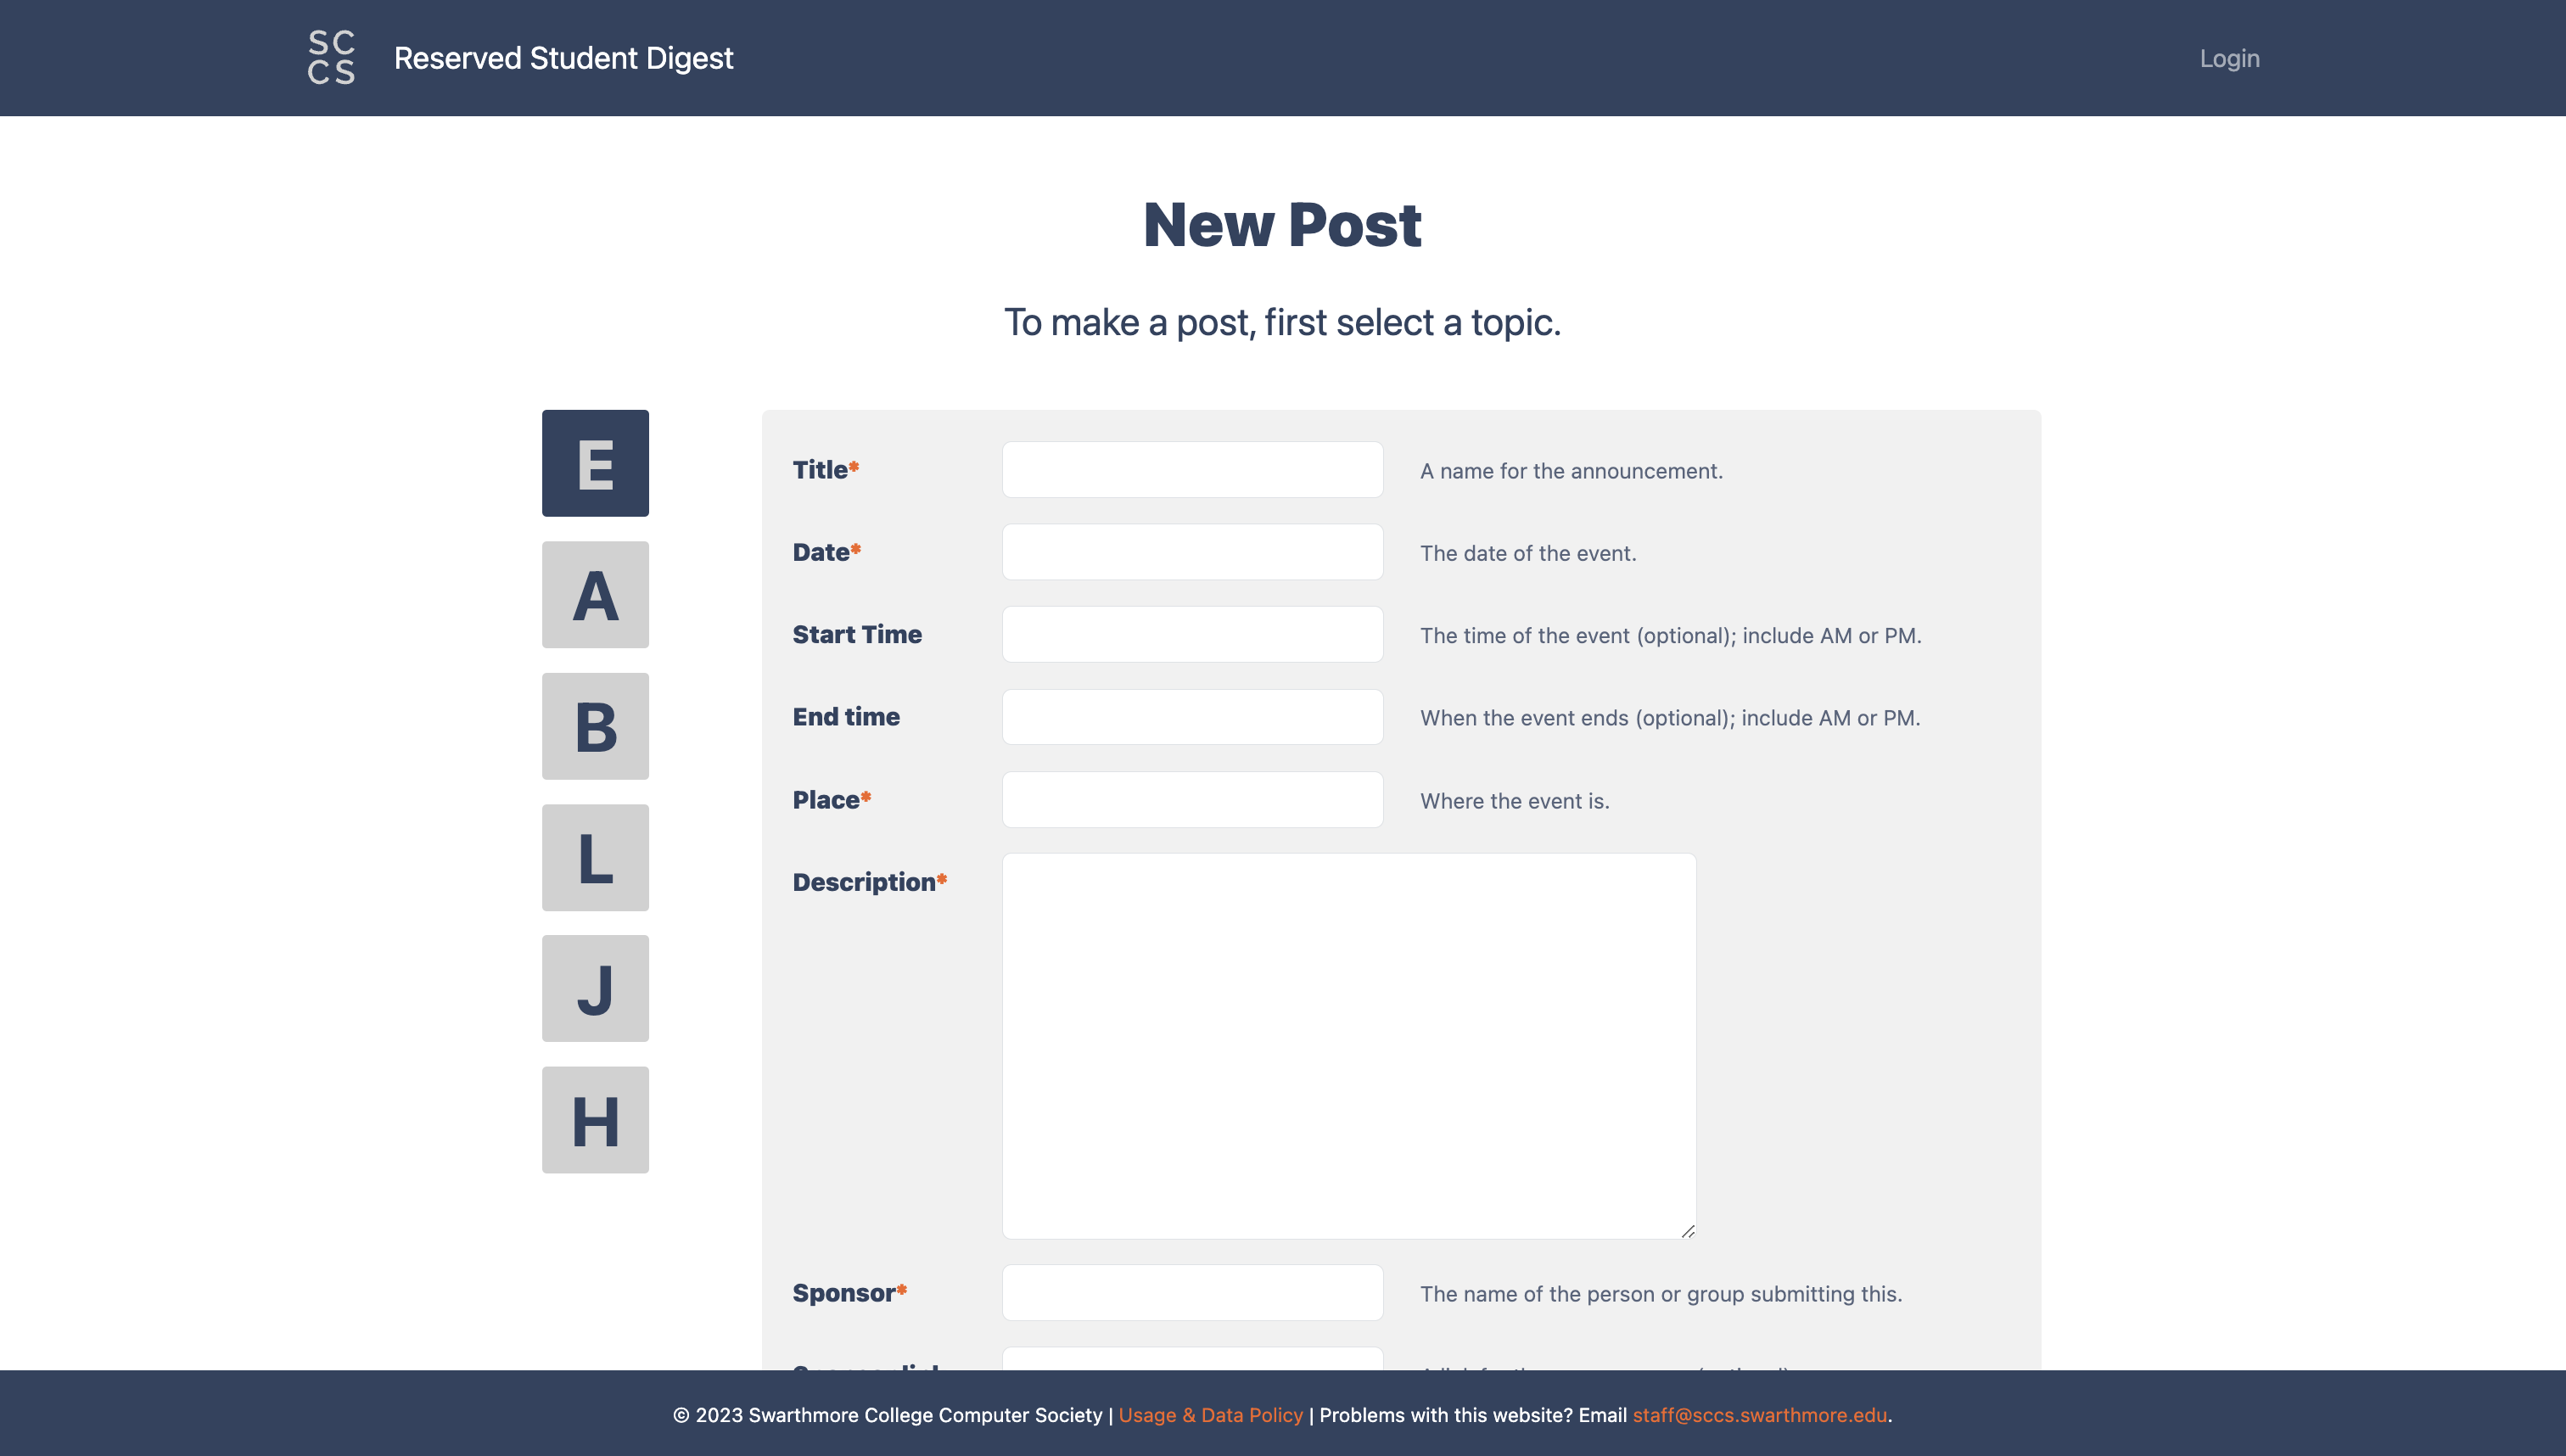 SC
CS
Reserved Student Digest
Login
New Post
To make a post, first select a topic.
E
A
B
L
J
H
Title* A name for the announcement.
Date* The date of the event.
Start Time The time of the event (optional); include AM or PM.
End time When the event ends (optional); include AM or PM.
Place* Where the event is.
Description*
Sponsor* The name of the person or group submitting this.
© 2023 Swarthmore College Computer Society | Usage & Data Policy | Problems with this website? Email staff@sccs.swarthmore.edu.